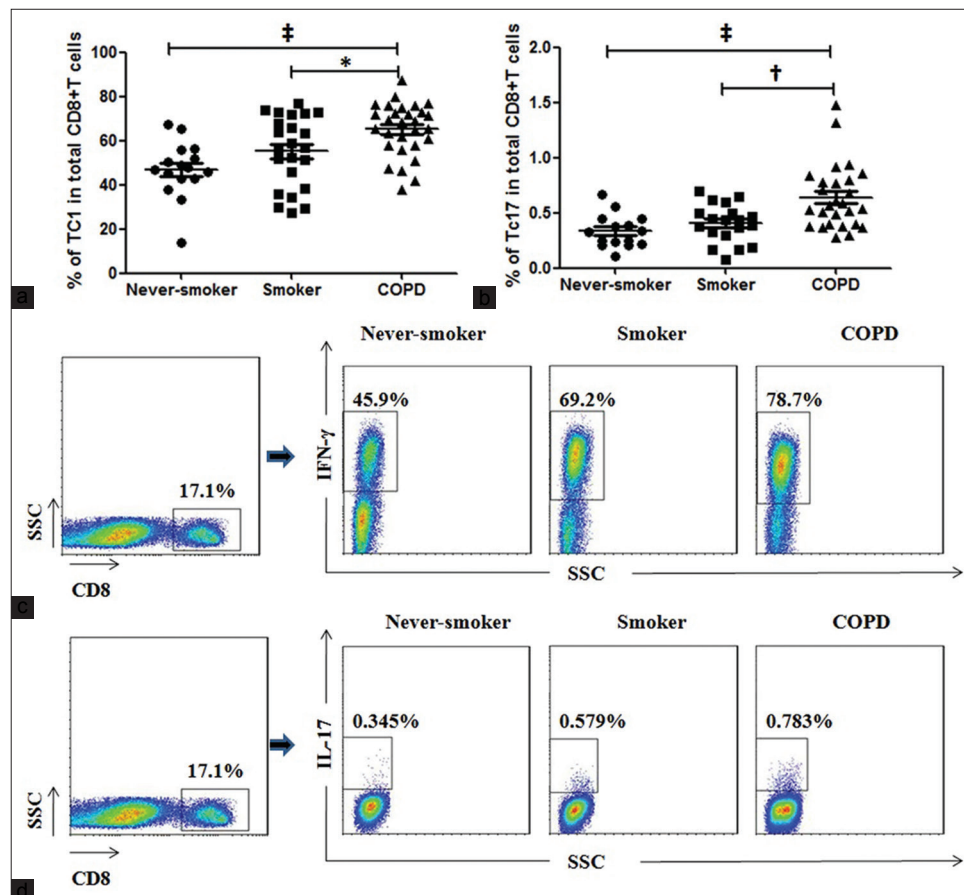 ‡
*
% of TC1 in total CD8+T cells
100
80
60
40
20
0
Never-smoker Smoker COPD
a
‡
†
% of Tc17 in total CD8+T cells
2.0
1.5
1.0
0.5
0.0
Never-smoker Smoker COPD
b
Never-smoker Smoker COPD
17.1%
SSC
CD8
IFN-γ
45.9% 69.2% 78.7%
SSC
c
Never-smoker Smoker COPD
17.1%
SSC
CD8
IL-17
0.345% 0.579% 0.783%
SSC
d